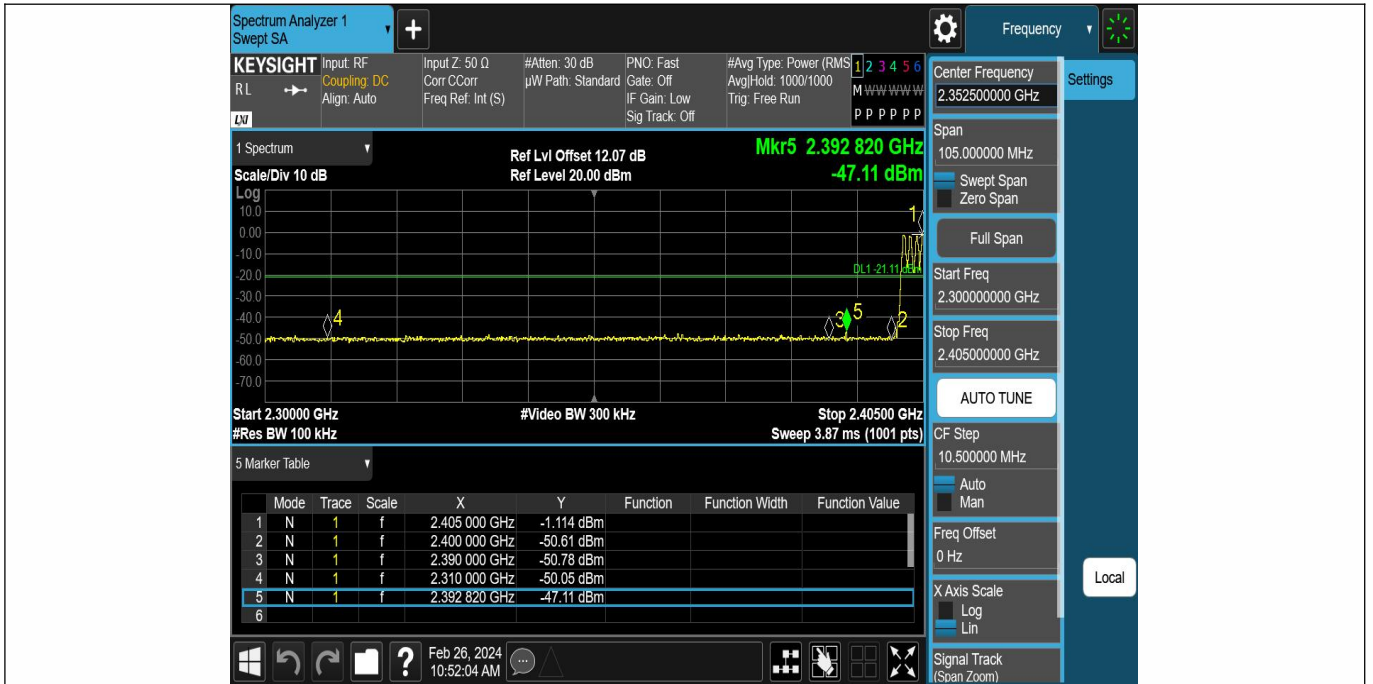 Spectrum Analyzer 1
Swept SA
+
Frequency
KEYSIGHT
RL
LXI
Input: RF
Coupling: DC
Align: Auto
Input Z: 50 Ω
Corr CCorr
Freq Ref: Int (S)
#Atten: 30 dB
µW Path: Standard
PNO: Fast
Gate: Off
IF Gain: Low
Sig Track: Off
#Avg Type: Power (RMS
Avg|Hold: 1000/1000
Trig: Free Run
1 2 3 4 5 6
M W W W W W
P P P P P P
1 Spectrum
Scale/Div 10 dB
Ref Lvl Offset 12.07 dB
Ref Level 20.00 dBm
Mkr5 2.392 820 GHz
-47.11 dBm
Log
10.0
0.00
-10.0
-20.0
-30.0
-40.0
-50.0
-60.0
-70.0
1
DL1 -21.11 dBm
4
3
5
2
Start 2.30000 GHz
#Video BW 300 kHz
Stop 2.40500 GHz
#Res BW 100 kHz
Sweep 3.87 ms (1001 pts)
5 Marker Table
Mode Trace Scale X Y Function Function Width Function Value
1 N 1 f 2.405 000 GHz -1.114 dBm
2 N 1 f 2.400 000 GHz -50.61 dBm
3 N 1 f 2.390 000 GHz -50.78 dBm
4 N 1 f 2.310 000 GHz -50.05 dBm
5 N 1 f 2.392 820 GHz -47.11 dBm
6
?
Feb 26, 2024
10:52:04 AM
Center Frequency
2.352500000 GHz
Settings
Span
105.000000 MHz
Swept Span
Zero Span
Full Span
Start Freq
2.300000000 GHz
Stop Freq
2.405000000 GHz
AUTO TUNE
CF Step
10.500000 MHz
Auto
Man
Freq Offset
0 Hz
X Axis Scale
Log
Lin
Local
Signal Track
(Span Zoom)